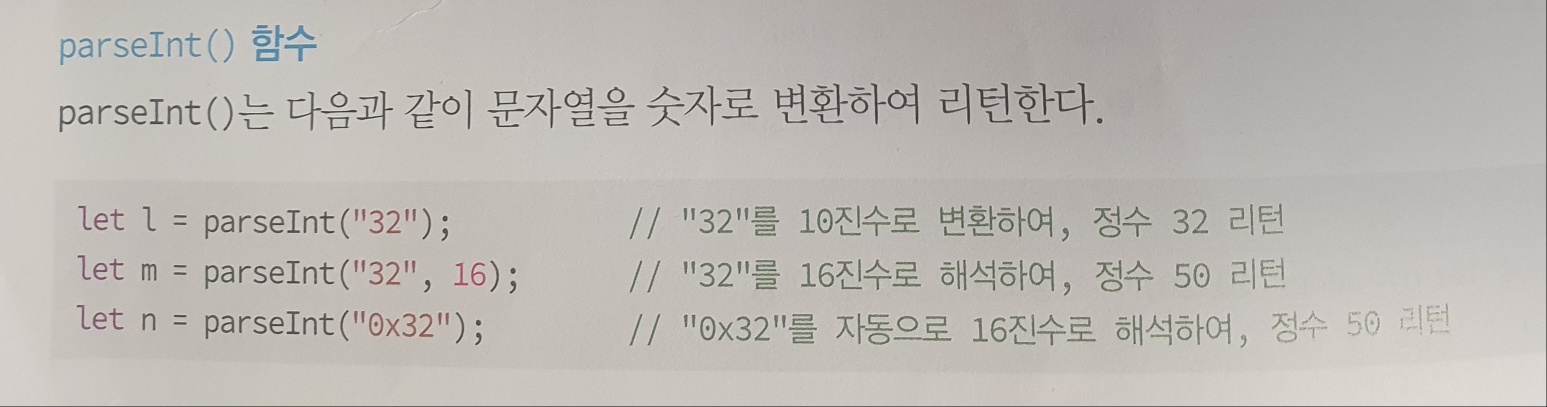 parseInt() 함수
parseInt()는 다음과 같이 문자열을 숫자로 변환하여 리턴한다.
let l = parseInt("32"); // "32"를 10진수로 변환하여, 정수 32 리턴
let m = parseInt("32", 16); // "32"를 16진수로 해석하여, 정수 50 리턴
let n = parseInt("0x32"); // "0x32"를 자동으로 16진수로 해석하여, 정수 50 리턴